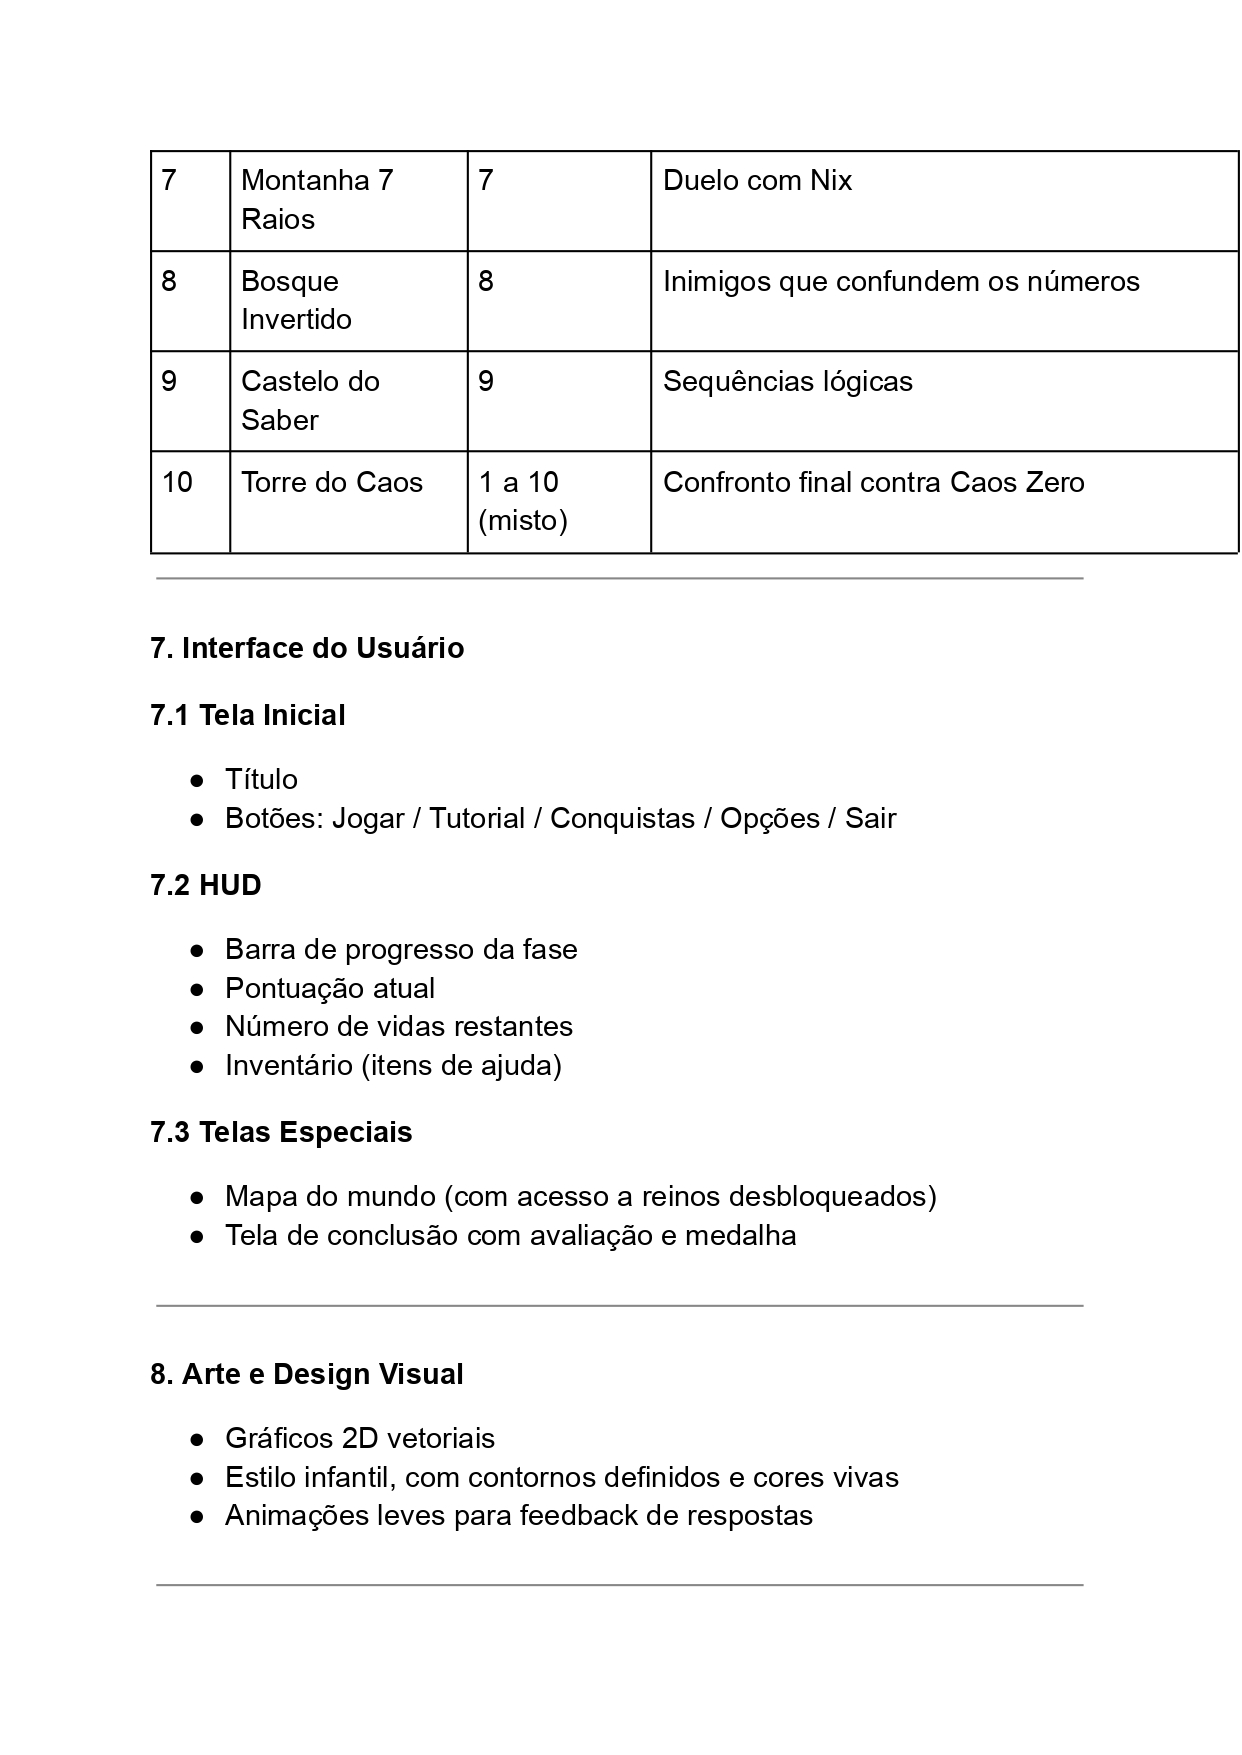 7 Montanha 7 7 Duelo com Nix
Raios
8 Bosque 8 Inimigos que confundem os números
Invertido
9 Castelo do 9 Sequências lógicas
Saber
10 Torre do Caos 1 a 10 Confronto final contra Caos Zero
(misto)
7. Interface do Usuário
7.1 Tela Inicial
● Título
● Botões: Jogar / Tutorial / Conquistas / Opções / Sair
7.2 HUD
● Barra de progresso da fase
● Pontuação atual
● Número de vidas restantes
● Inventário (itens de ajuda)
7.3 Telas Especiais
● Mapa do mundo (com acesso a reinos desbloqueados)
● Tela de conclusão com avaliação e medalha
8. Arte e Design Visual
● Gráficos 2D vetoriais
● Estilo infantil, com contornos definidos e cores vivas
● Animações leves para feedback de respostas